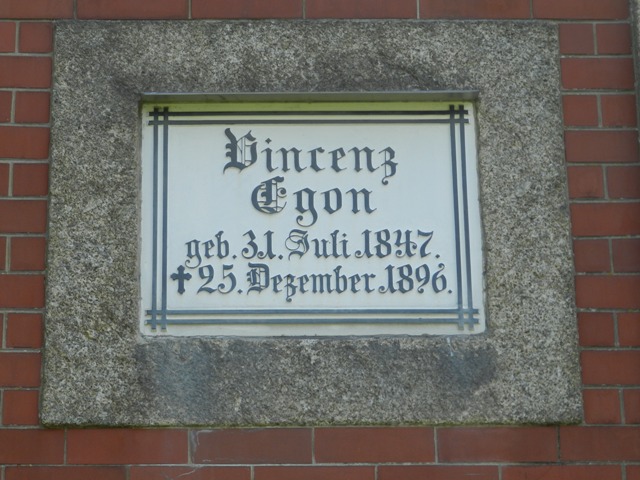 Vincenz
Egon
geb. 31. Juli 1847.
✝ 25. Dezember 1896.